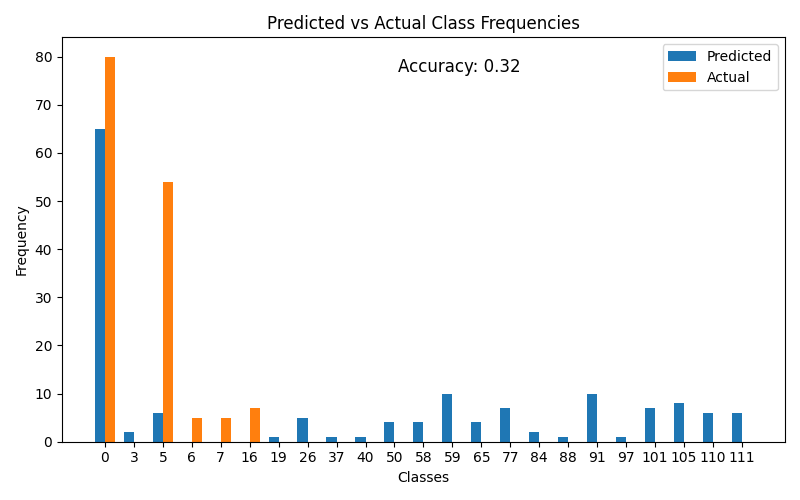 Predicted vs Actual Class Frequencies
Accuracy: 0.32
Predicted
Actual
Frequency
80
70
60
50
40
30
20
10
0
0 3 5 6 7 16 19 26 37 40 50 58 59 65 77 84 88 91 97 101 105 110 111
Classes